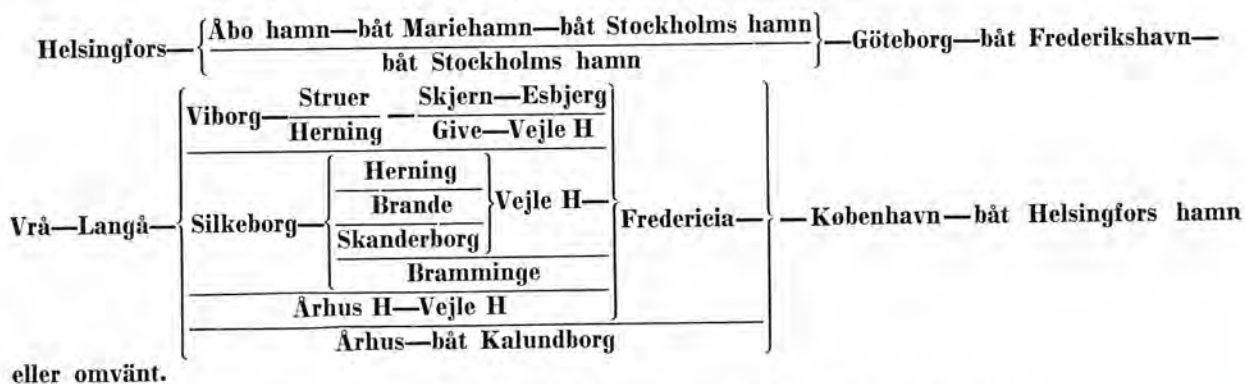 Åbo hamn—båt Mariehamn—båt Stockholms hamn
Helsingfors— —Göteborg—båt Frederikshavn—
båt Stockholms hamn
Viborg—Struer—Skjern—Esbjerg
Herning Give—Vejle H
Herning
Brande Vejle H—
Vrå—Langå— Silkeborg— Fredericia— —København—båt Helsingfors hamn
Skanderborg
Bramminge
Århus H—Vejle H
Århus—båt Kalundborg
eller omvänt.